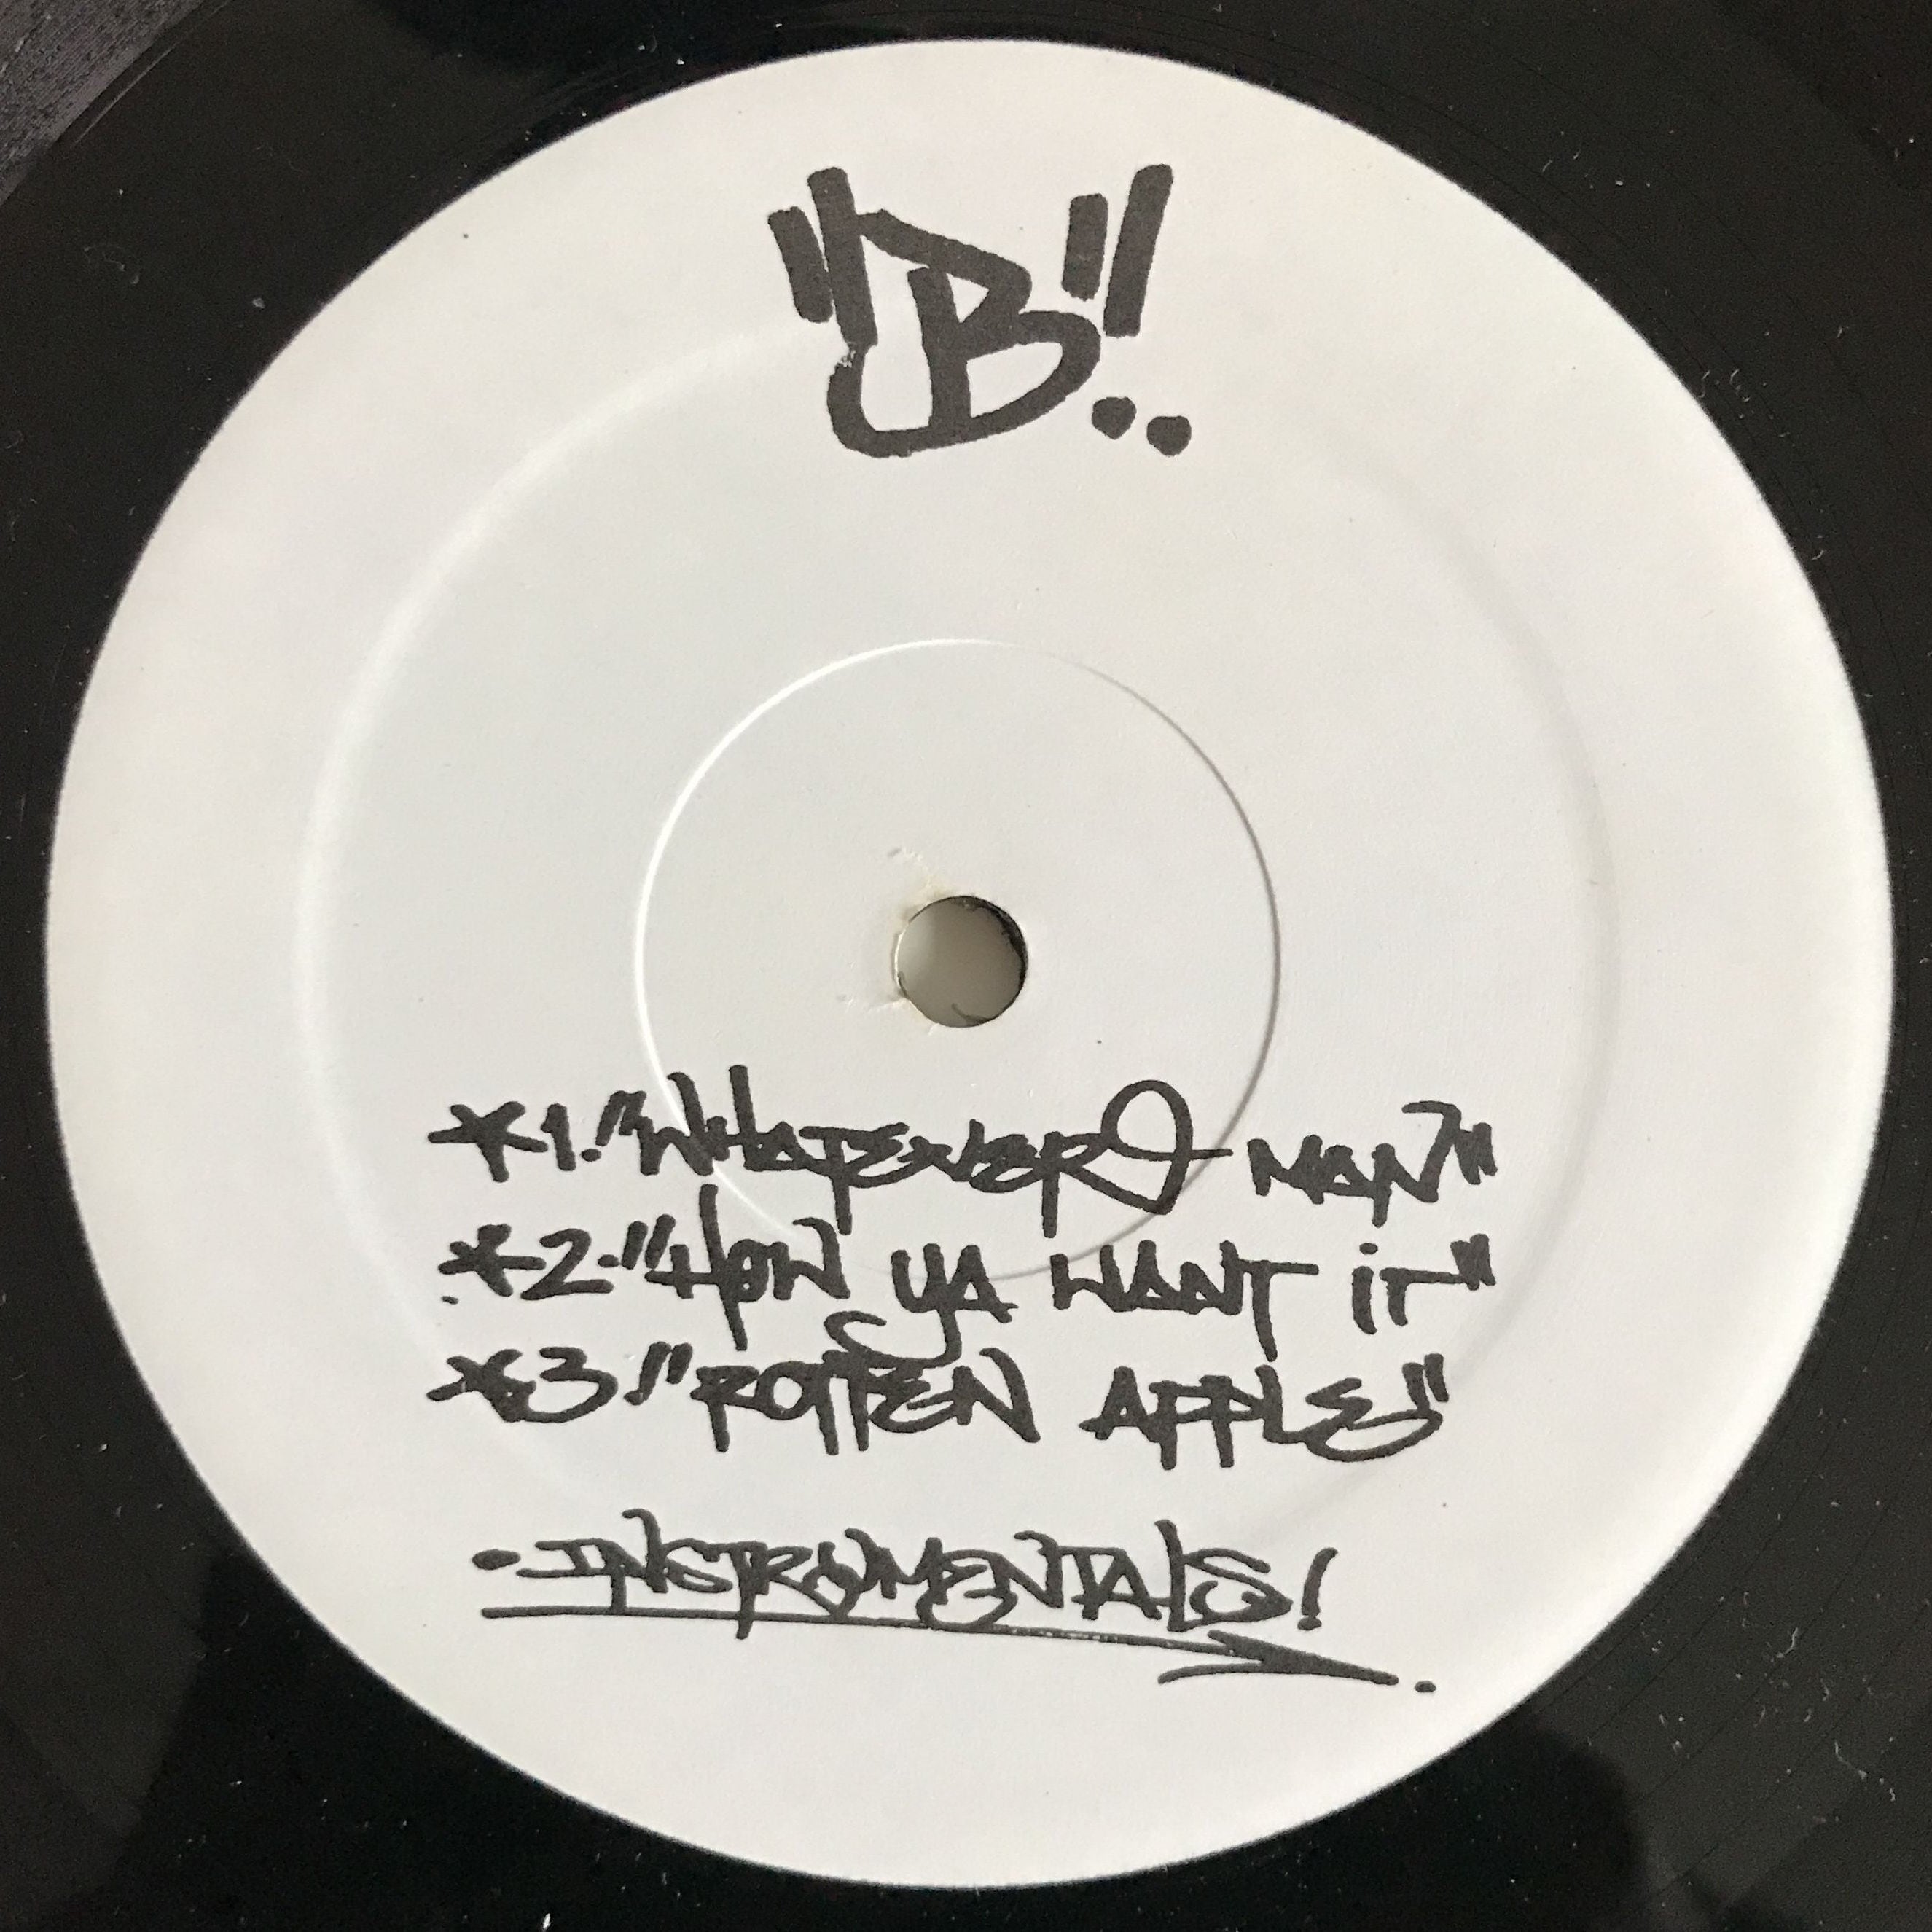 "B"..
*1. "WHATEVER MAN"
*2. "HOW YA WANT IT"
*3. "ROTTEN APPLE"
-INSTRUMENTALS!